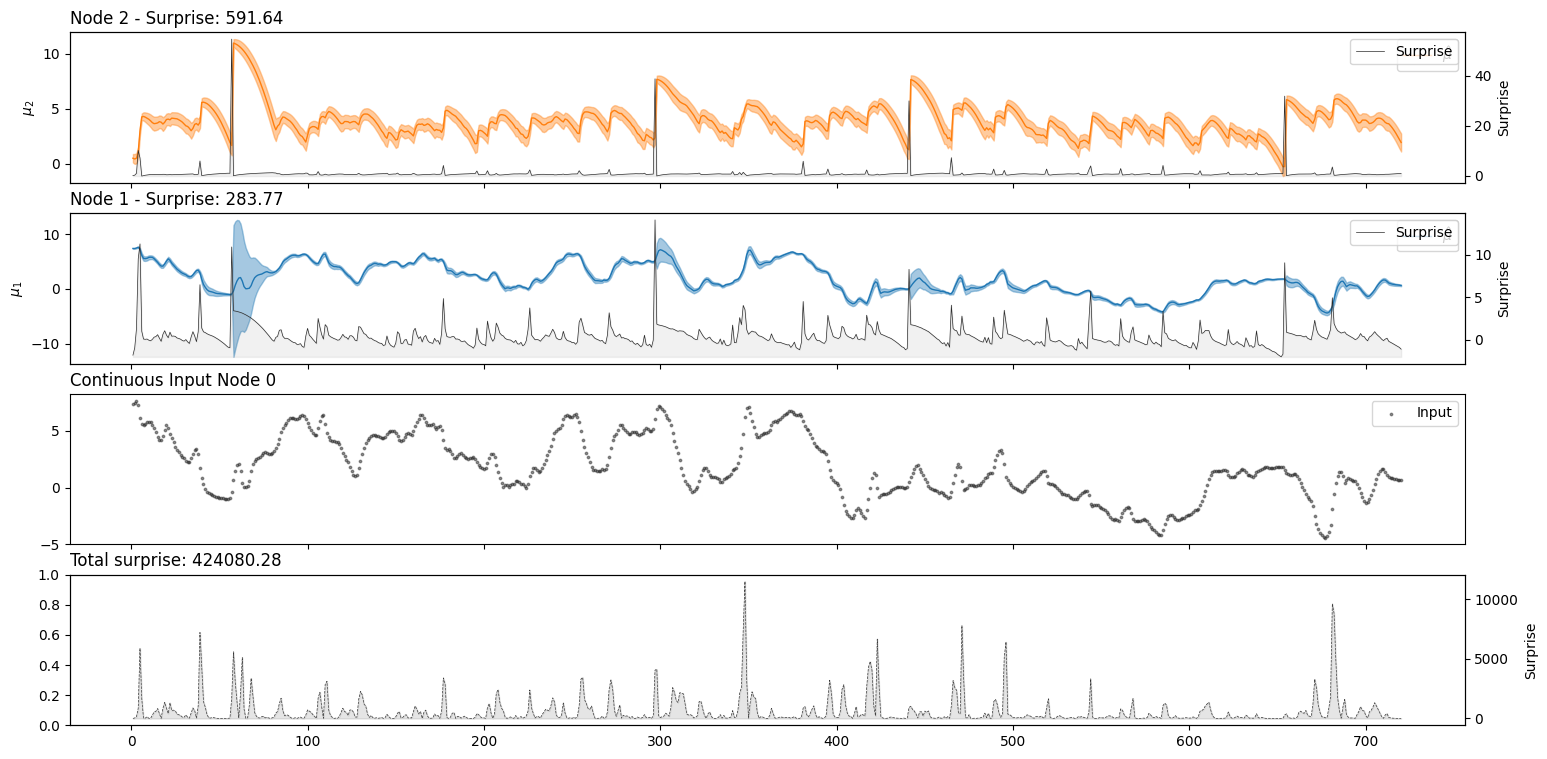 Node 2 - Surprise: 591.64
10
5
0
μ₂
Surprise
μ
40
20
0
Surprise
Node 1 - Surprise: 283.77
10
0
−10
μ₁
Surprise
10
5
0
Surprise
Continuous Input Node 0
5
0
−5
Input
Total surprise: 424080.28
1.0
0.8
0.6
0.4
0.2
0.0
10000
5000
0
Surprise
0 100 200 300 400 500 600 700